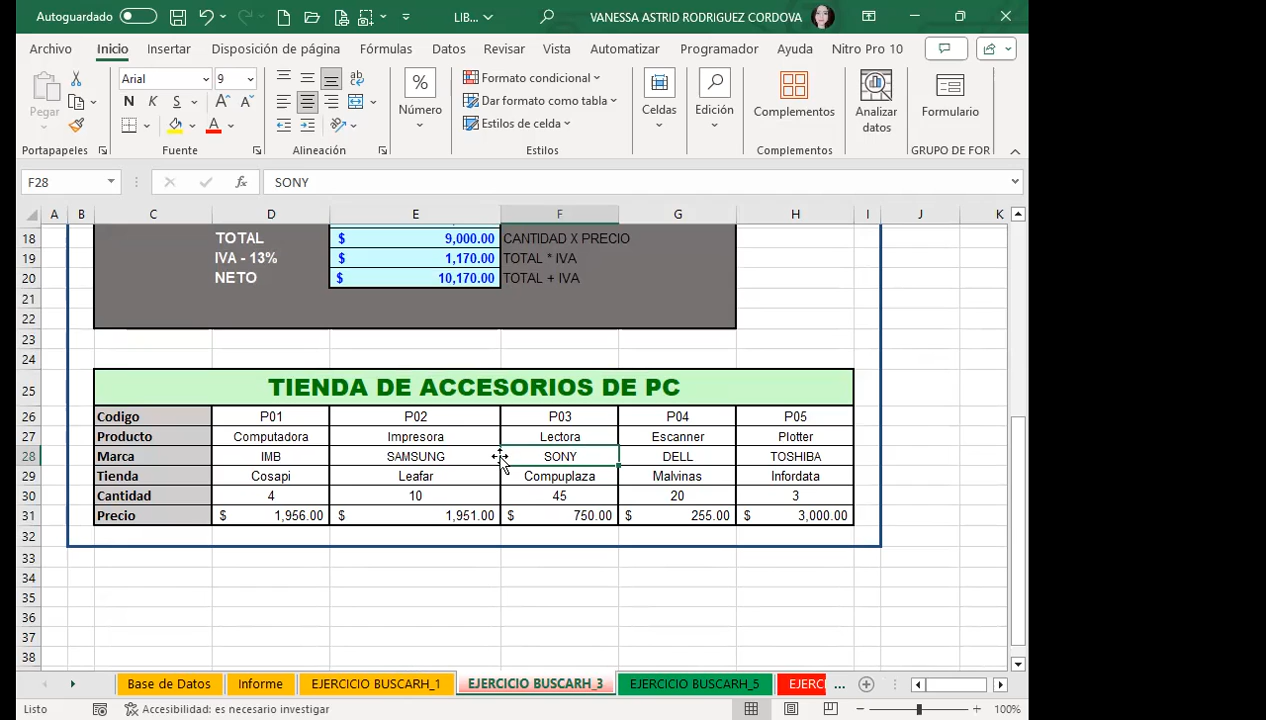 Autoguardado LIB... VANESSA ASTRID RODRIGUEZ CORDOVA
Archivo Inicio Insertar Disposición de página Fórmulas Datos Revisar Vista Automatizar Programador Ayuda Nitro Pro 10
Pegar Arial 9 Número Formato condicional Celdas Edición Complementos Analizar datos Formulario
N K S A A Dar formato como tabla
A Estilos de celda
Portapapeles Fuente Alineación Estilos Complementos GRUPO DE FOR
F28 fx SONY
A B C D E F G H I J K
18 TOTAL $ 9,000.00 CANTIDAD X PRECIO
19 IVA - 13% $ 1,170.00 TOTAL * IVA
20 NETO $ 10,170.00 TOTAL + IVA
21
22
23
24
25 TIENDA DE ACCESORIOS DE PC
26 Codigo P01 P02 P03 P04 P05
27 Producto Computadora Impresora Lectora Escanner Plotter
28 Marca IMB SAMSUNG SONY DELL TOSHIBA
29 Tienda Cosapi Leafar Compuplaza Malvinas Infordata
30 Cantidad 4 10 45 20 3
31 Precio $ 1,956.00 $ 1,951.00 $ 750.00 $ 255.00 $ 3,000.00
32
33
34
35
36
37
38
Base de Datos Informe EJERCICIO BUSCARH_1 EJERCICIO BUSCARH_3 EJERCICIO BUSCARH_5 EJERC ...
Listo Accesibilidad: es necesario investigar 100%